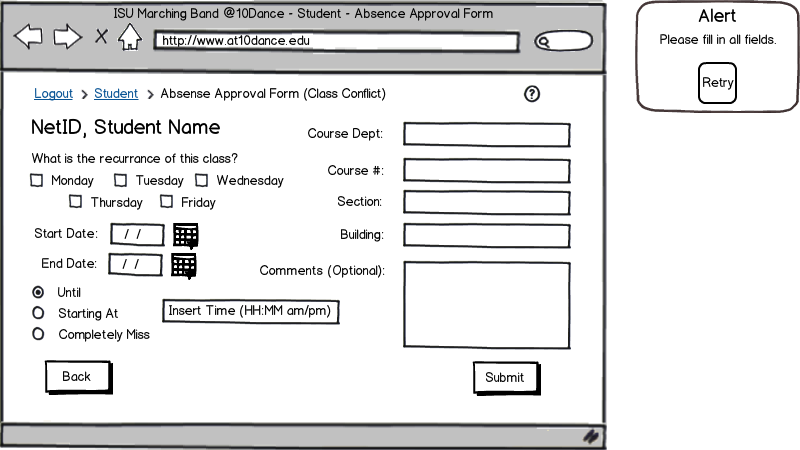 ISU Marching Band @10Dance - Student - Absence Approval Form
http://www.at10dance.edu
Logout > Student > Absense Approval Form (Class Conflict)
?
NetID, Student Name
What is the recurrance of this class?
Monday Tuesday Wednesday
Thursday Friday
Start Date: / /
End Date: / /
Until
Starting At
Completely Miss
Insert Time (HH:MM am/pm)
Back
Course Dept:
Course #:
Section:
Building:
Comments (Optional):
Submit
Alert
Please fill in all fields.
Retry